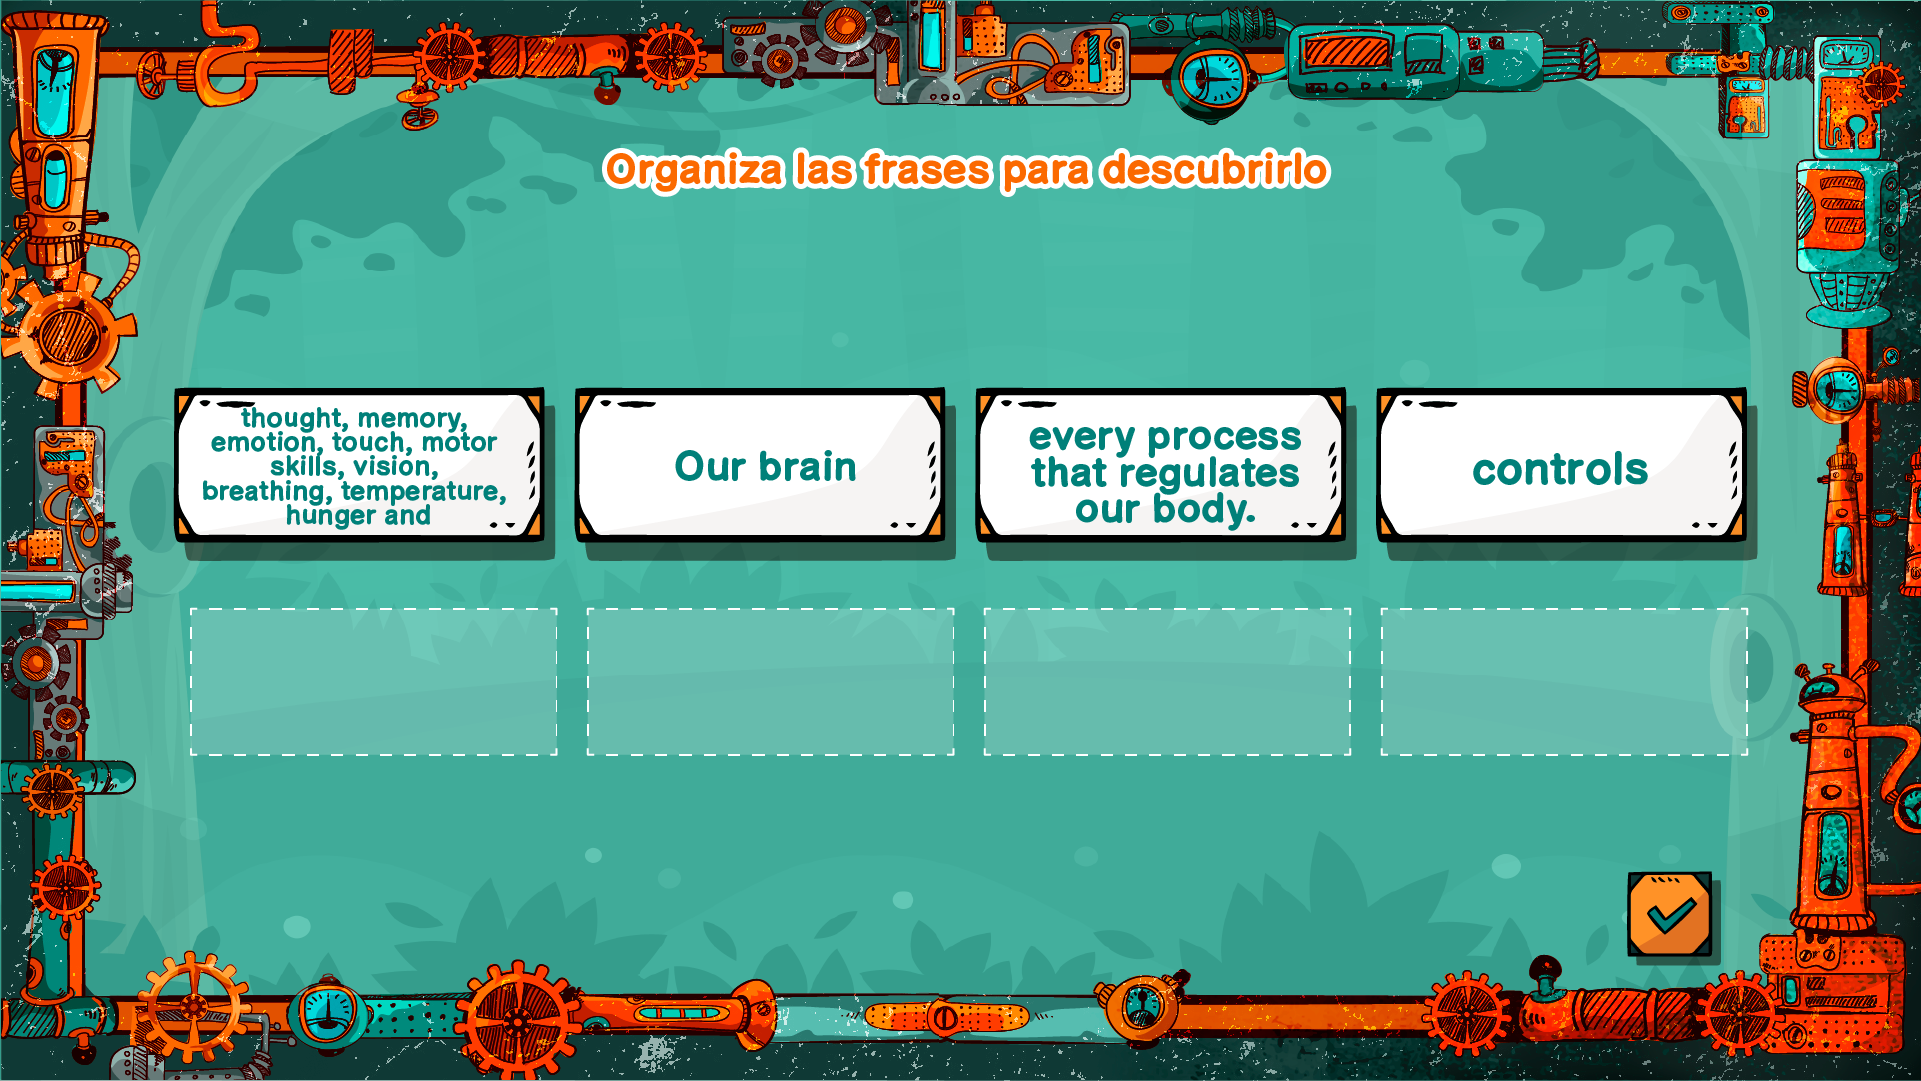 Organiza las frases para descubrirlo
thought, memory,
emotion, touch, motor
skills, vision,
breathing, temperature,
hunger and
Our brain
every process
that regulates
our body.
controls